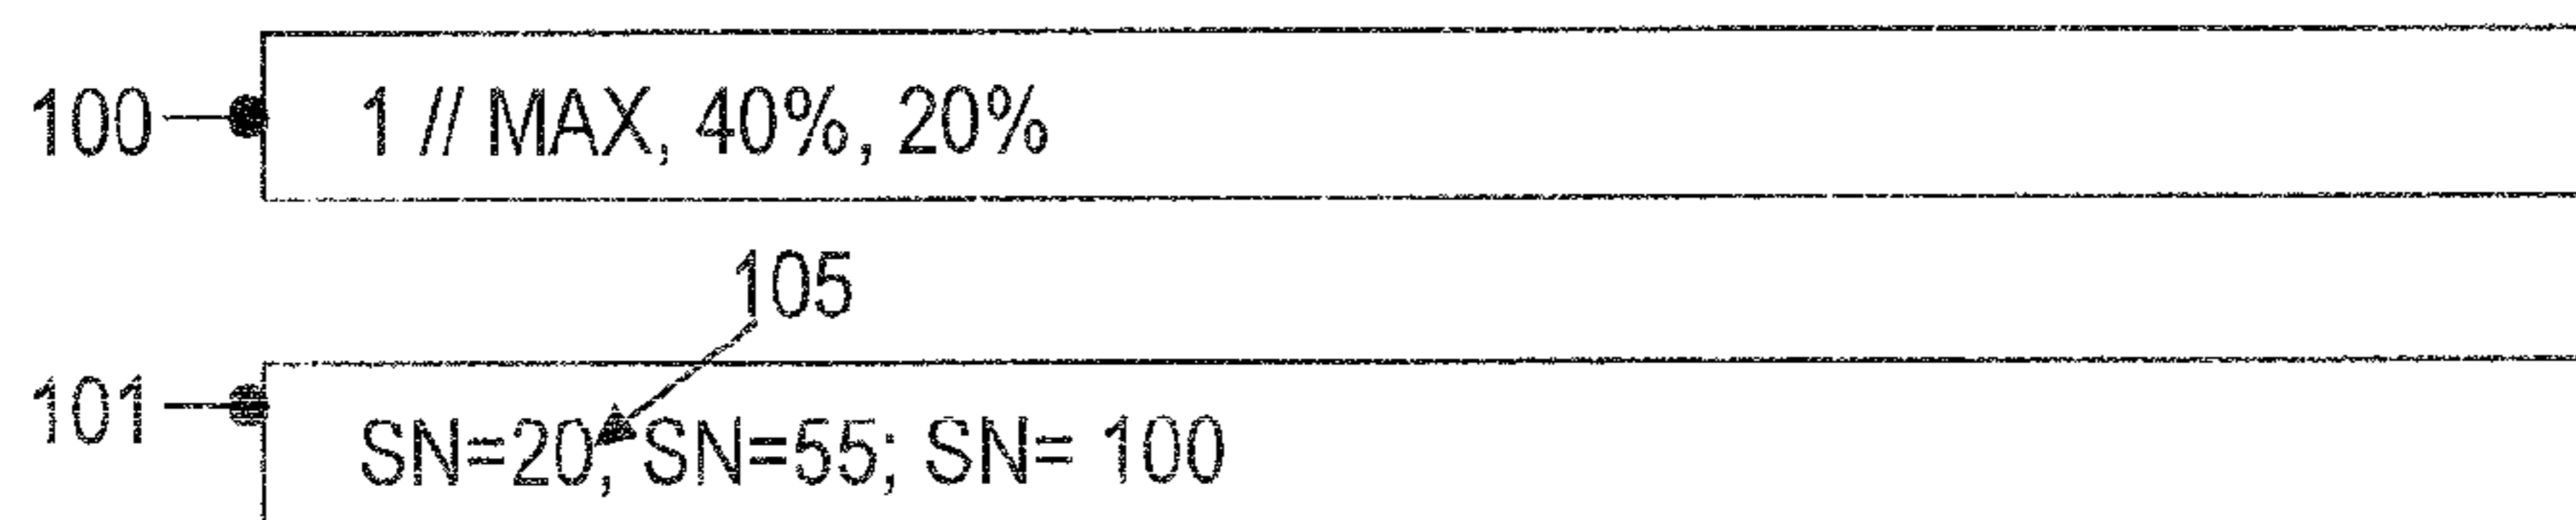 100 1 // MAX, 40%, 20%
105
101 SN=20, SN=55; SN= 100